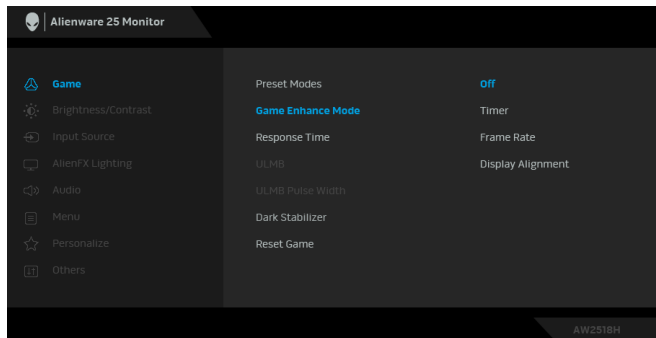 Alienware 25 Monitor
Game Preset Modes Off
Brightness/Contrast Game Enhance Mode Timer
Input Source Response Time Frame Rate
AlienFX Lighting ULMB Display Alignment
Audio ULMB Pulse Width
Menu Dark Stabilizer
Personalize Reset Game
Others
AW2518H